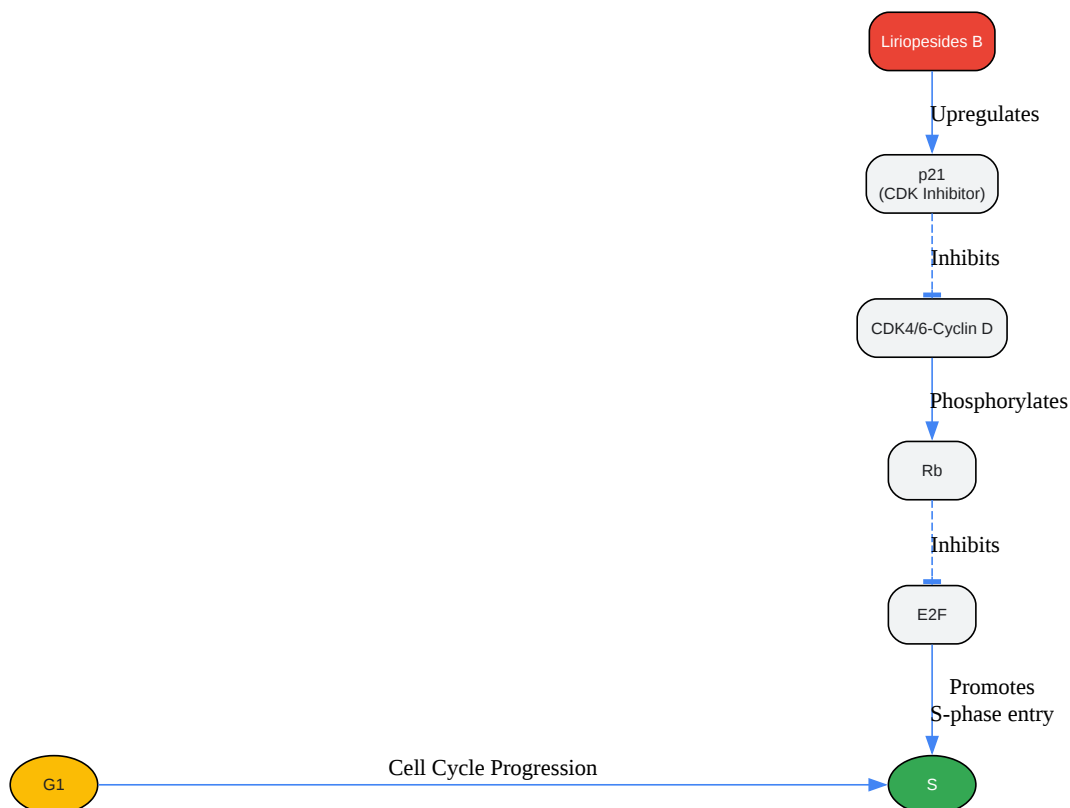 Liriopesides B
Upregulates
p21
(CDK Inhibitor)
Inhibits
CDK4/6-Cyclin D
Phosphorylates
Rb
Inhibits
E2F
Promotes
S-phase entry
G1
Cell Cycle Progression
S